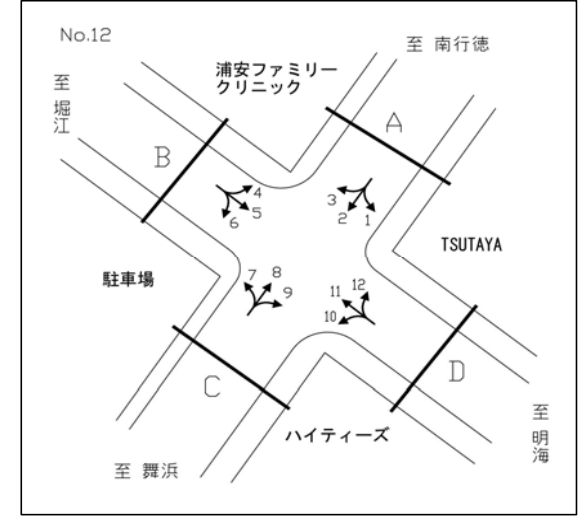 No.12
至 南行徳
浦安ファミリー
クリニック
至 堀江
A
B
4
5
6
3
2
1
TSUTAYA
駐車場
7
8
9
11
12
10
C
D
ハイティーズ
至 舞浜
至 明海